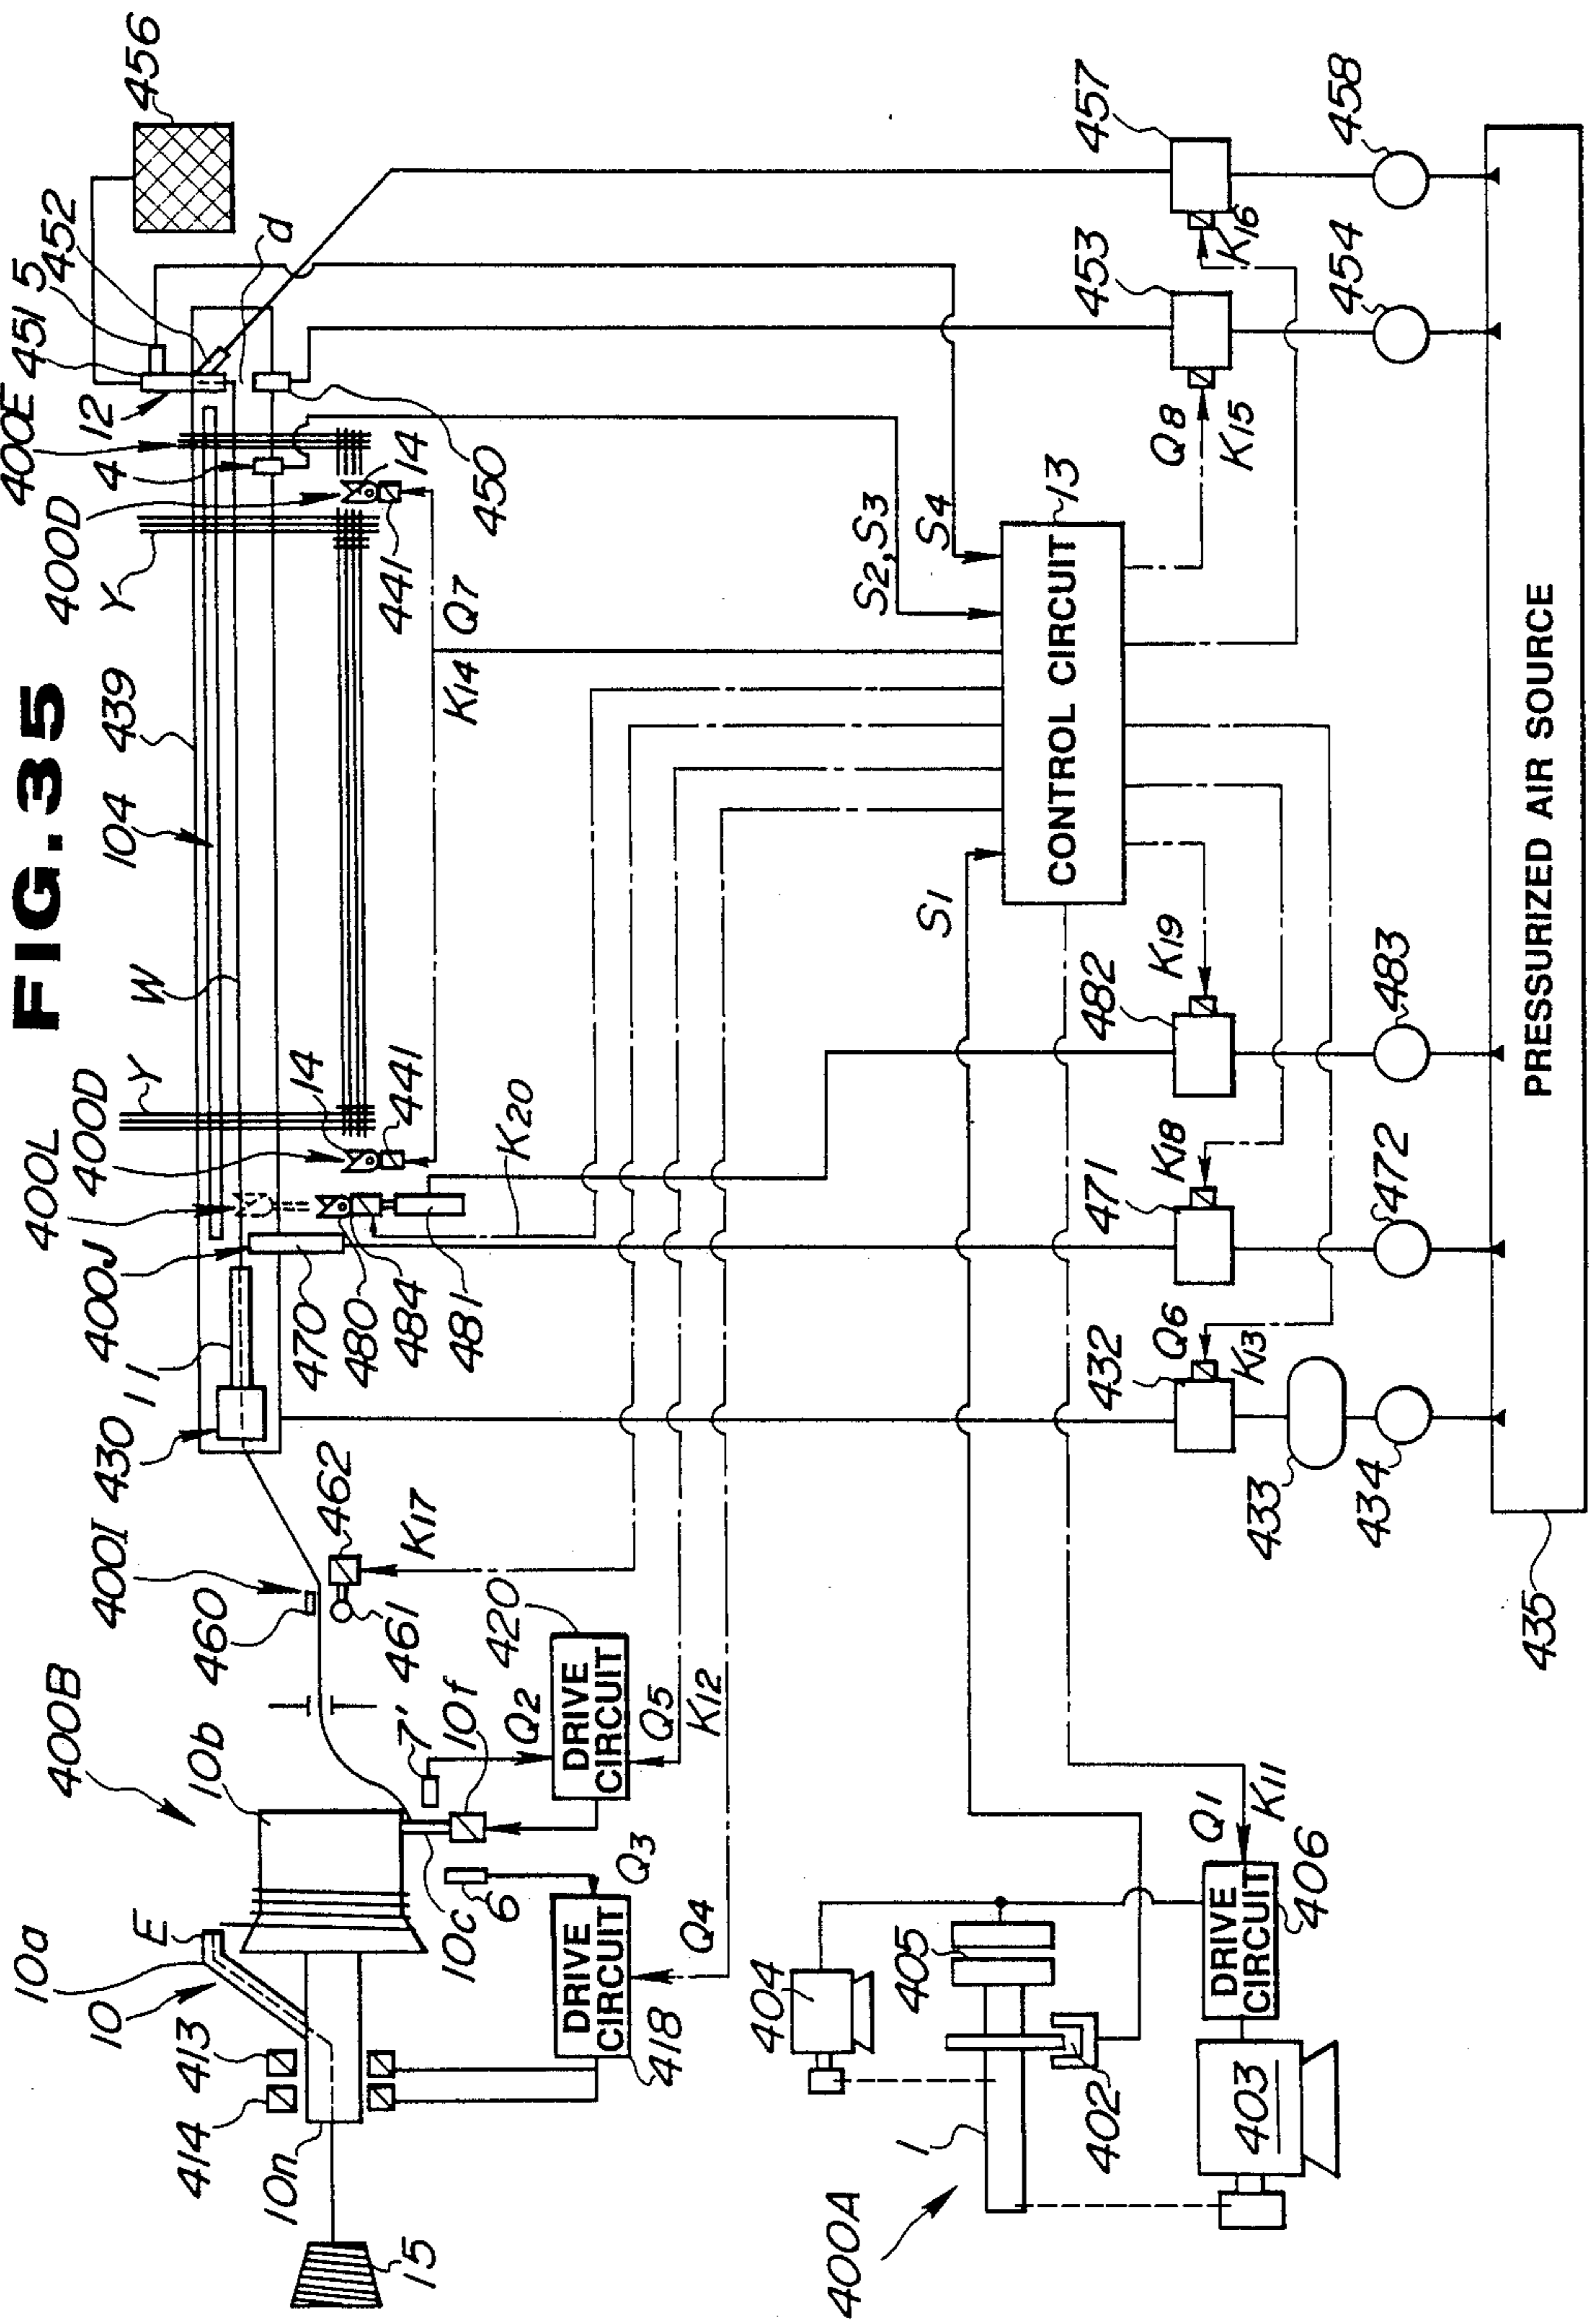 FIG.35
400B
10a
10
E
10b
413
414
10n
15
10c
6
7'
10f
Q2
Q3
Q4
Q5
K12
DRIVE CIRCUIT
418
DRIVE CIRCUIT
420
460
400I
461
462
K17
430
11
400J
400L
400D
Y
W
104
439
Y
400D
4
400E
12
451
5
452
456
d
14
441
470
480
484
481
K20
14
441
450
K14
Q7
S2,S3
S4
S1
CONTROL CIRCUIT
13
Q8
K15
453
K16
457
454
458
400A
1
402
403
404
405
DRIVE CIRCUIT
406
Q1
K11
432
Q6
K13
433
434
471
K18
472
482
K19
483
PRESSURIZED AIR SOURCE
435